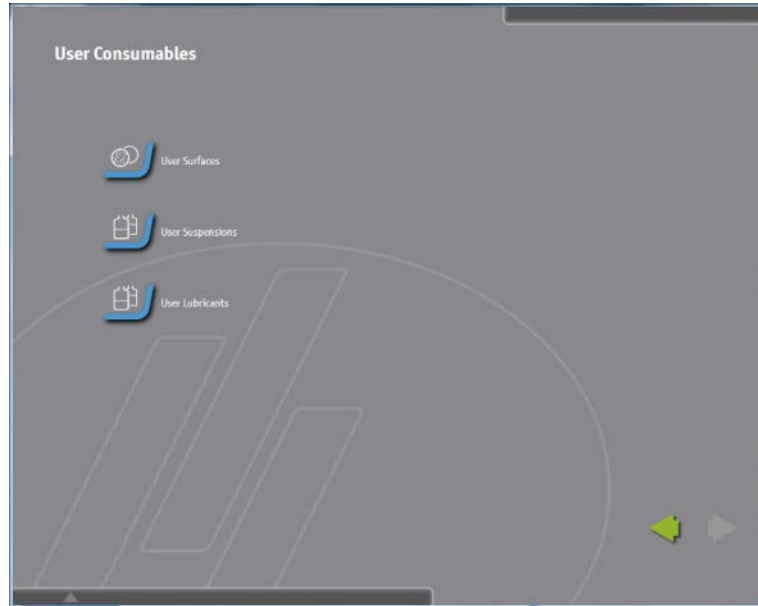 User Consumables
User Surfaces
User Suspensions
User Lubricants